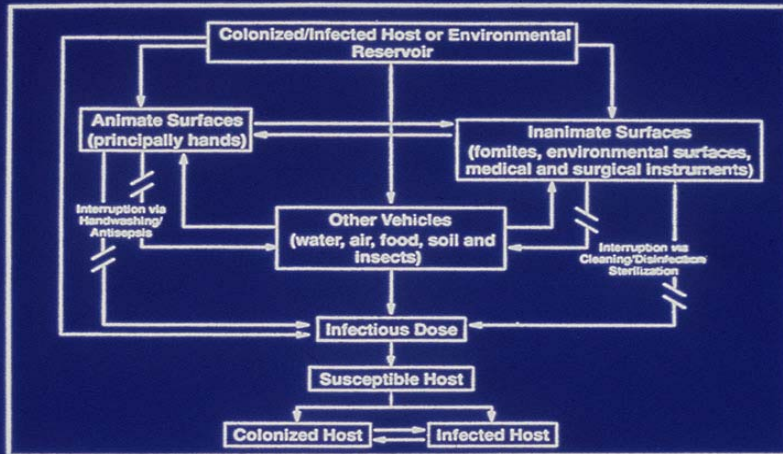 Colonized/Infected Host or Environmental
Reservoir
Animate Surfaces
(principally hands)
Inanimate Surfaces
(fomites, environmental surfaces,
medical and surgical instruments)
Interruption via
Handwashing/
Antisepsis
Other Vehicles
(water, air, food, soil and
insects)
Interruption via
Cleaning/Disinfection/
Sterilization
Infectious Dose
Susceptible Host
Colonized Host
Infected Host